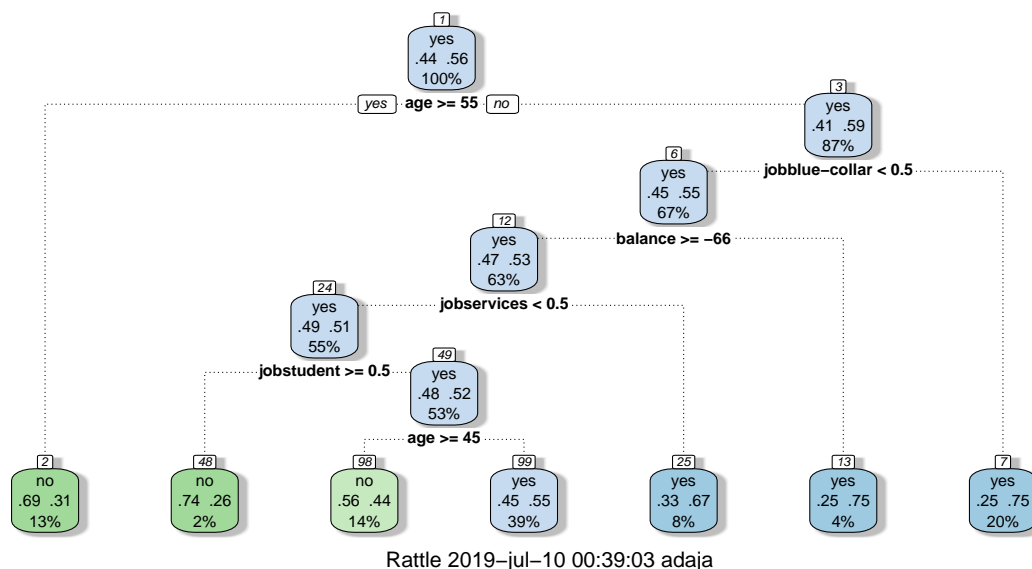 1
yes
.44 .56
100%
yes age >= 55 no
3
yes
.41 .59
87%
jobblue−collar < 0.5
6
yes
.45 .55
67%
balance >= −66
12
yes
.47 .53
63%
jobservices < 0.5
24
yes
.49 .51
55%
jobstudent >= 0.5
49
yes
.48 .52
53%
age >= 45
2
no
.69 .31
13%
48
no
.74 .26
2%
98
no
.56 .44
14%
99
yes
.45 .55
39%
25
yes
.33 .67
8%
13
yes
.25 .75
4%
7
yes
.25 .75
20%
Rattle 2019−jul−10 00:39:03 adaja